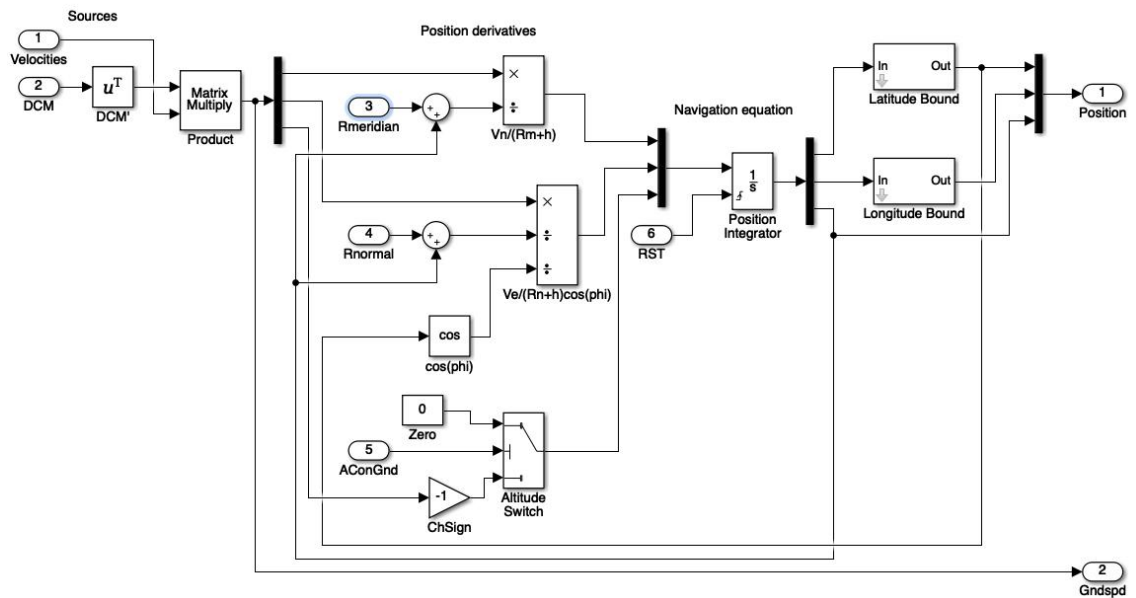 Sources
1
Velocities
2
DCM
uT
DCM'
Matrix
Multiply
Product
Position derivatives
3
Rmeridian
+
+
×
÷
Vn/(Rm+h)
4
Rnormal
+
+
×
÷
÷
Ve/(Rn+h)cos(phi)
cos
cos(phi)
0
Zero
5
AConGnd
-1
ChSign
Altitude
Switch
Navigation equation
6
RST
1
s
Position
Integrator
In
Out
Latitude Bound
In
Out
Longitude Bound
1
Position
2
Gndspd